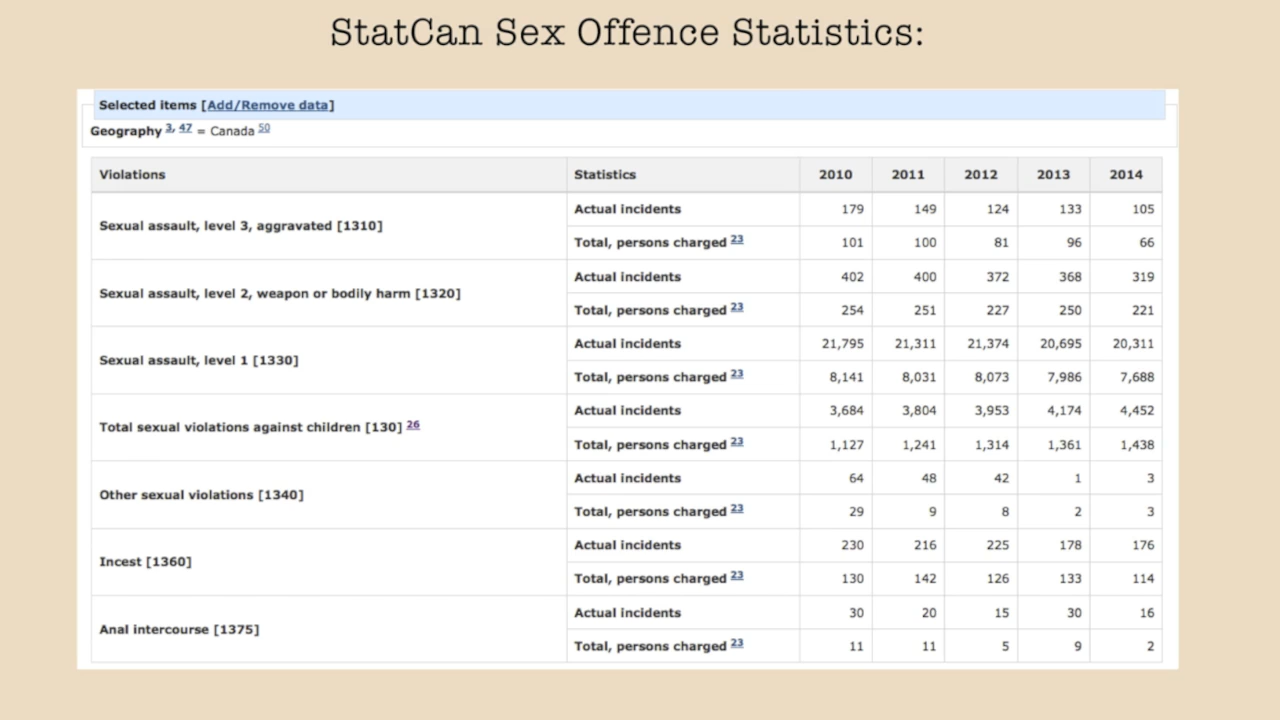 StatCan Sex Offence Statistics:
Selected items [Add/Remove data]
Geography 3, 47 = Canada 50
Violations Statistics 2010 2011 2012 2013 2014
Sexual assault, level 3, aggravated [1310]
Actual incidents 179 149 124 133 105
Total, persons charged 23 101 100 81 96 66
Sexual assault, level 2, weapon or bodily harm [1320]
Actual incidents 402 400 372 368 319
Total, persons charged 23 254 251 227 250 221
Sexual assault, level 1 [1330]
Actual incidents 21,795 21,311 21,374 20,695 20,311
Total, persons charged 23 8,141 8,031 8,073 7,986 7,688
Total sexual violations against children [130] 26
Actual incidents 3,684 3,804 3,953 4,174 4,452
Total, persons charged 23 1,127 1,241 1,314 1,361 1,438
Other sexual violations [1340]
Actual incidents 64 48 42 1 3
Total, persons charged 23 29 9 8 2 3
Incest [1360]
Actual incidents 230 216 225 178 176
Total, persons charged 23 130 142 126 133 114
Anal intercourse [1375]
Actual incidents 30 20 15 30 16
Total, persons charged 23 11 11 5 9 2